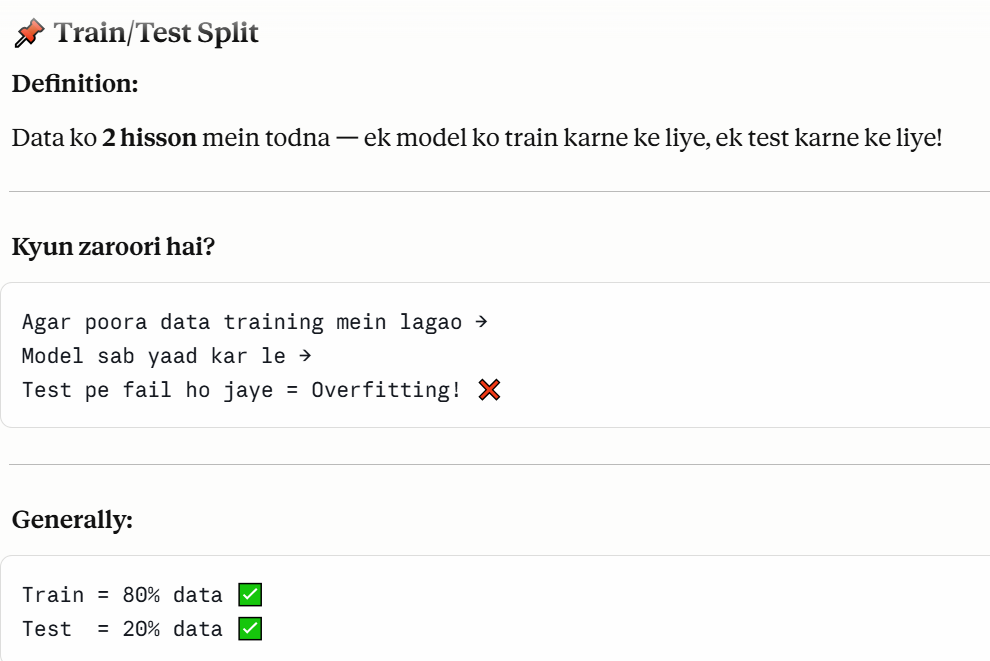 📌 Train/Test Split
Definition:
Data ko 2 hisson mein todna — ek model ko train karne ke liye, ek test karne ke liye!
Kyun zaroori hai?
Agar poora data training mein lagao →
Model sab yaad kar le →
Test pe fail ho jaye = Overfitting! ❌
Generally:
Train = 80% data ✅
Test  = 20% data ✅